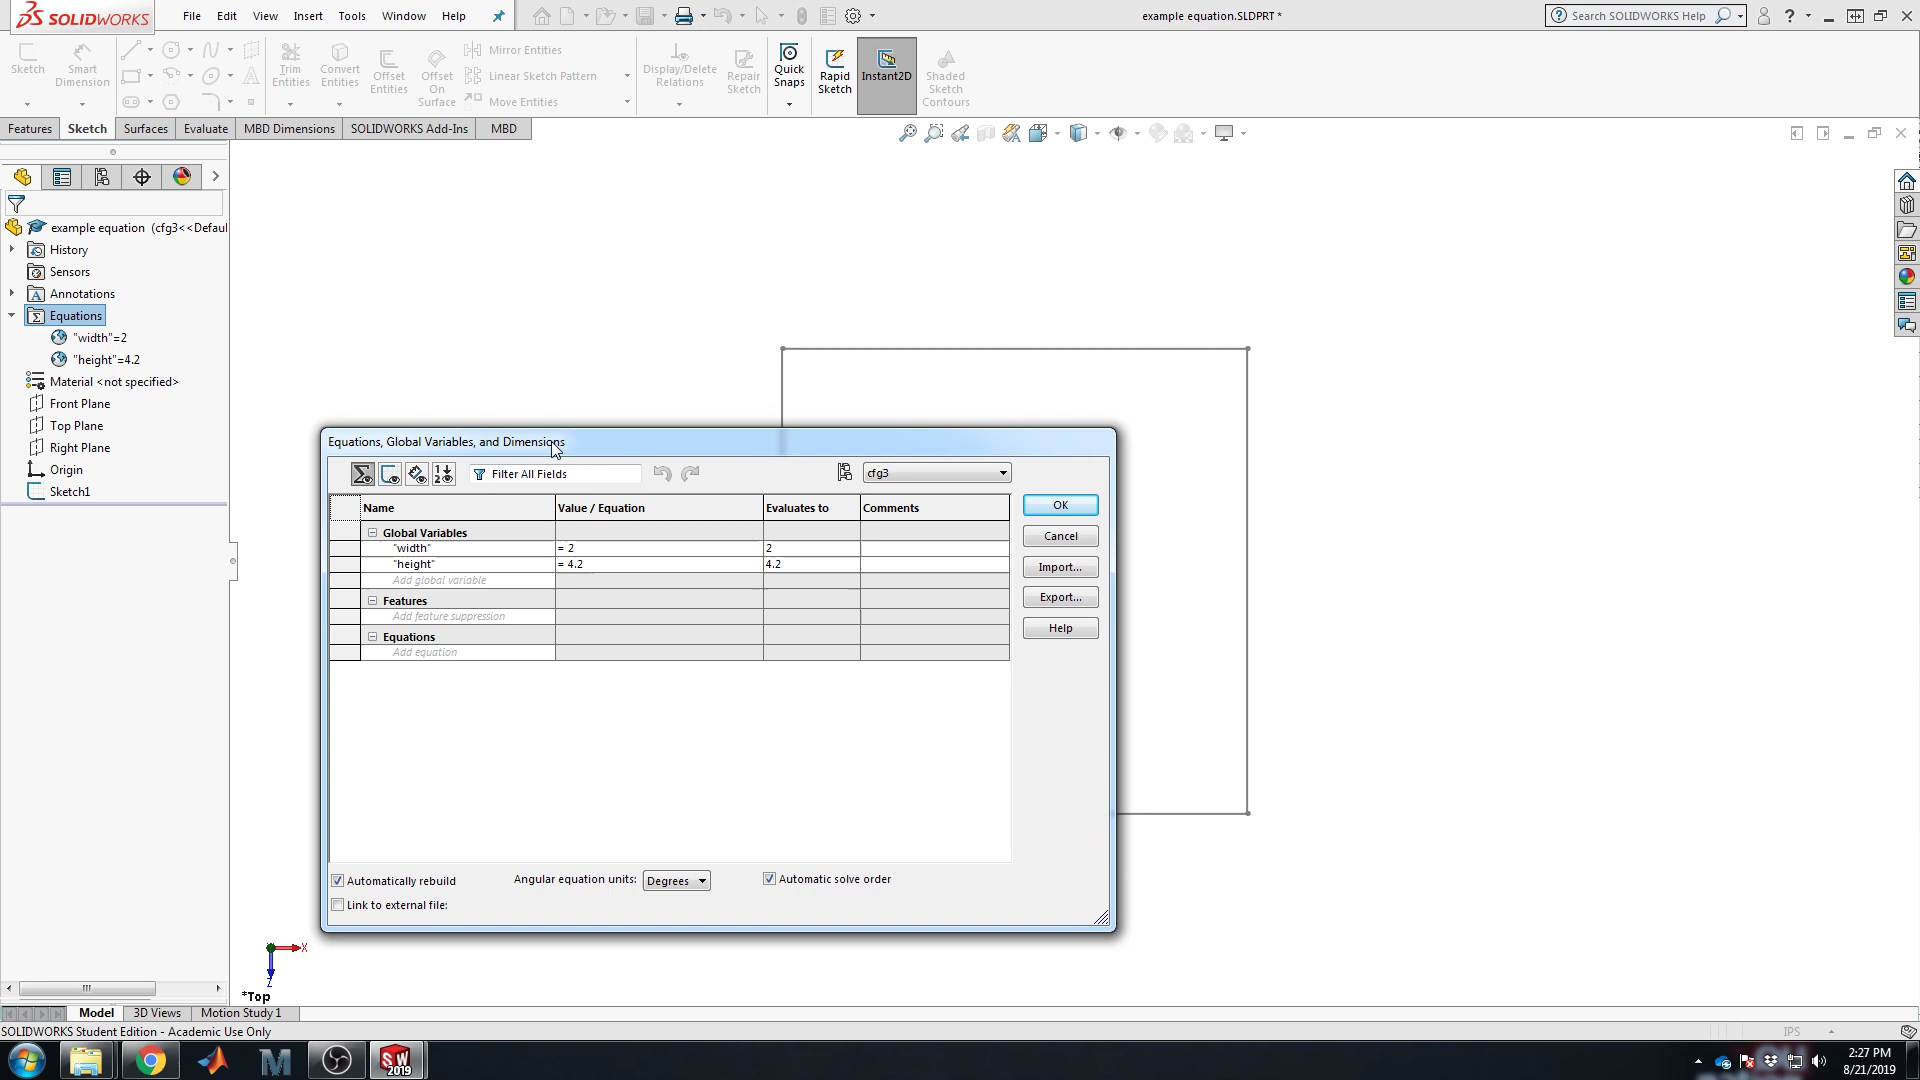 SOLIDWORKS
File Edit View Insert Tools Window Help
example equation.SLDPRT *
Search SOLIDWORKS Help
?
Sketch
Smart Dimension
Trim Entities
Convert Entities
Offset Entities
Offset On Surface
Mirror Entities
Linear Sketch Pattern
Move Entities
Display/Delete Relations
Repair Sketch
Quick Snaps
Rapid Sketch
Instant2D
Shaded Sketch Contours
Features Sketch Surfaces Evaluate MBD Dimensions SOLIDWORKS Add-Ins MBD
example equation (cfg3<<Defaul
History
Sensors
Annotations
Equations
"width"=2
"height"=4.2
Material <not specified>
Front Plane
Top Plane
Right Plane
Origin
Sketch1
Equations, Global Variables, and Dimensions
Filter All Fields
cfg3
Name Value / Equation Evaluates to Comments
Global Variables
"width" = 2 2
"height" = 4.2 4.2
Add global variable
Features
Add feature suppression
Equations
Add equation
OK
Cancel
Import...
Export...
Help
Automatically rebuild
Angular equation units: Degrees
Automatic solve order
Link to external file:
X
Z
*Top
Model 3D Views Motion Study 1
SOLIDWORKS Student Edition - Academic Use Only
IPS
SW
2019
2:27 PM
8/21/2019